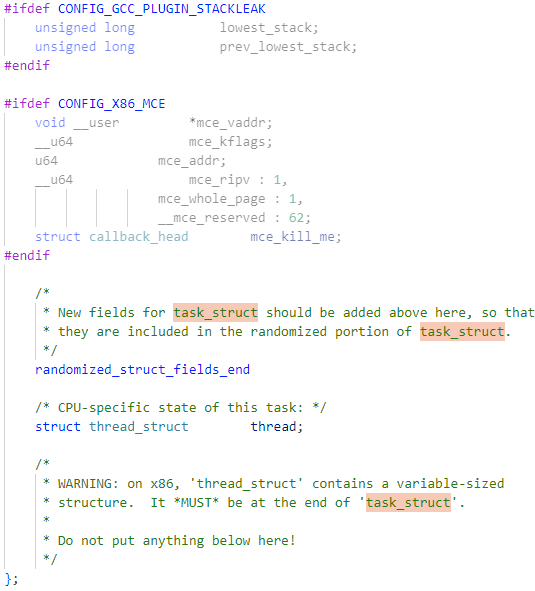 #ifdef CONFIG_GCC_PLUGIN_STACKLEAK
    unsigned long           lowest_stack;
    unsigned long           prev_lowest_stack;
#endif

#ifdef CONFIG_X86_MCE
    void __user         *mce_vaddr;
    __u64               mce_kflags;
    u64             mce_addr;
    __u64               mce_ripv : 1,
                    mce_whole_page : 1,
                    __mce_reserved : 62;
    struct callback_head        mce_kill_me;
#endif

    /*
     * New fields for task_struct should be added above here, so that
     * they are included in the randomized portion of task_struct.
     */
    randomized_struct_fields_end

    /* CPU-specific state of this task: */
    struct thread_struct        thread;

    /*
     * WARNING: on x86, 'thread_struct' contains a variable-sized
     * structure.  It *MUST* be at the end of 'task_struct'.
     *
     * Do not put anything below here!
     */
};